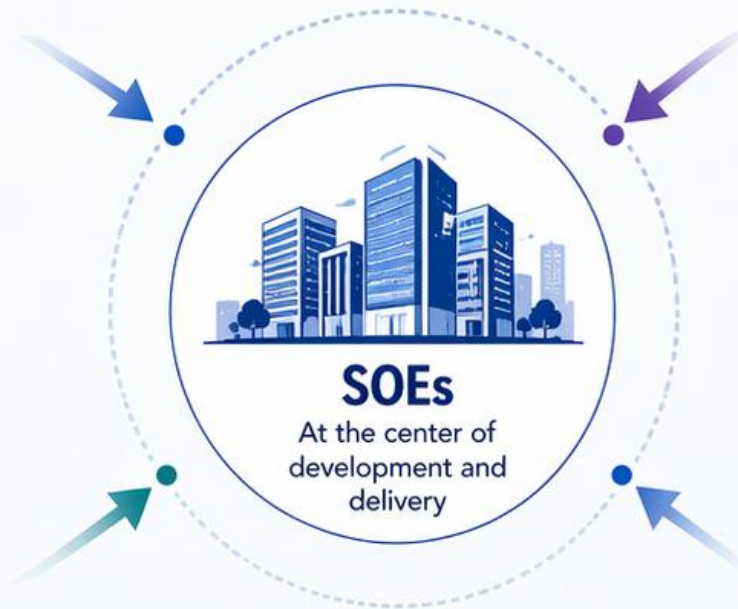 SOEs
At the center of
development and
delivery